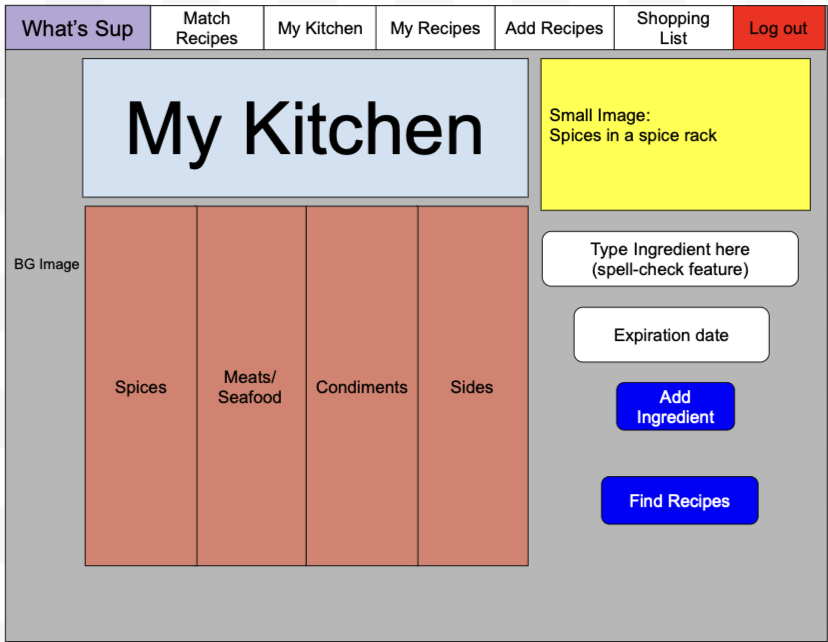 What's Sup
Match
Recipes
My Kitchen
My Recipes
Add Recipes
Shopping
List
Log out
My Kitchen
Small Image:
Spices in a spice rack
BG Image
Type Ingredient here
(spell-check feature)
Expiration date
Spices
Meats/
Seafood
Condiments
Sides
Add
Ingredient
Find Recipes